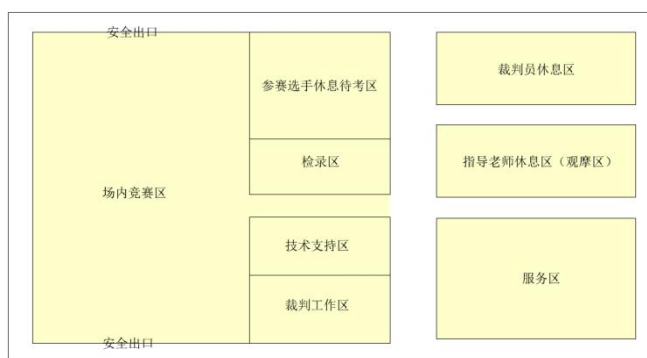 安全出口
参赛选手休息待考区
裁判员休息区
检录区
指导老师休息区（观摩区）
场内竞赛区
技术支持区
服务区
裁判工作区
安全出口